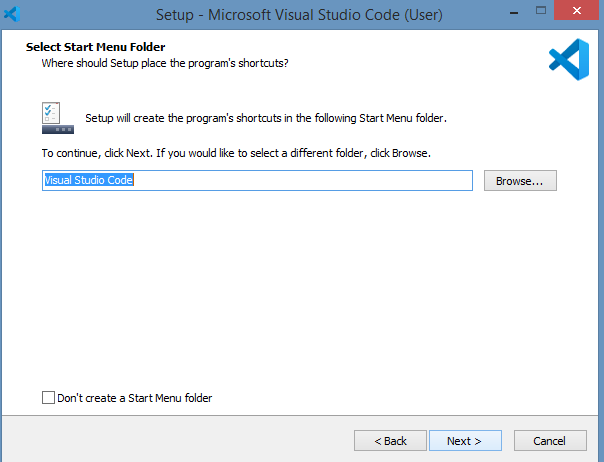 Setup - Microsoft Visual Studio Code (User)
Select Start Menu Folder
Where should Setup place the program's shortcuts?
Setup will create the program's shortcuts in the following Start Menu folder.
To continue, click Next. If you would like to select a different folder, click Browse.
Visual Studio Code
Browse...
Don't create a Start Menu folder
< Back
Next >
Cancel